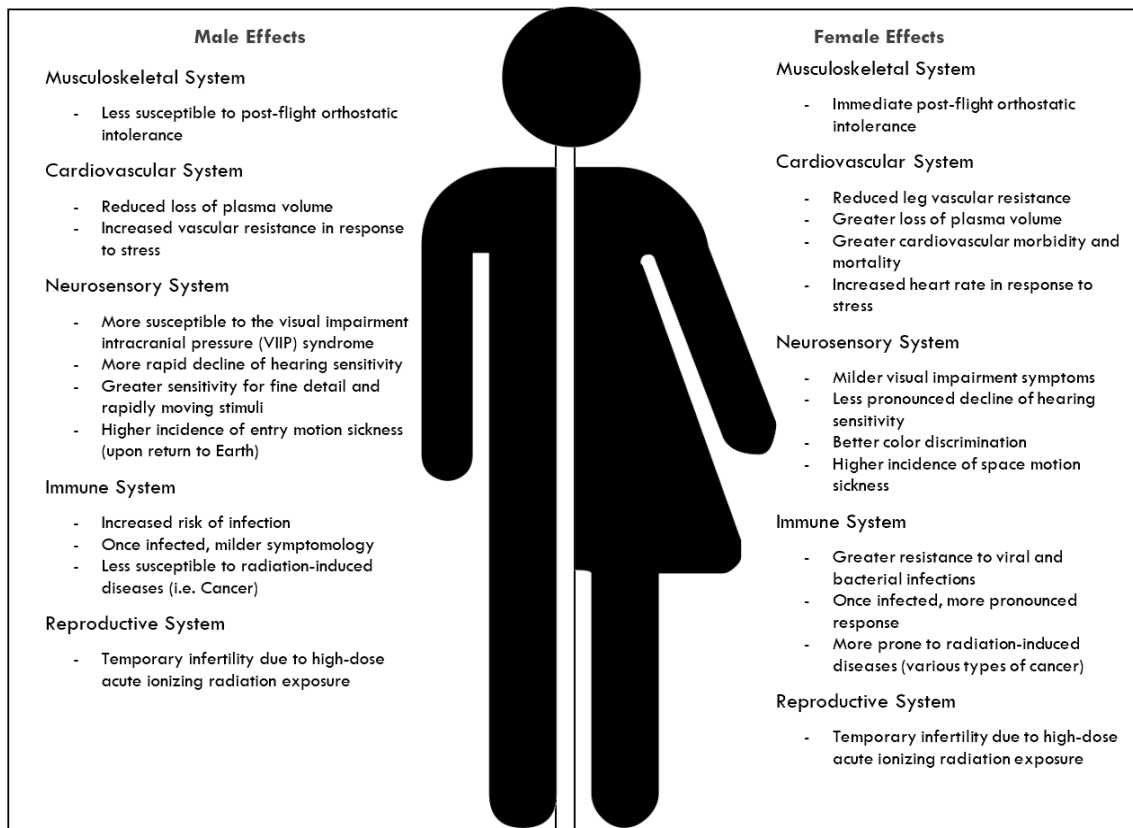 Male Effects
Musculoskeletal System
- Less susceptible to post-flight orthostatic
intolerance
Cardiovascular System
- Reduced loss of plasma volume
- Increased vascular resistance in response
to stress
Neurosensory System
- More susceptible to the visual impairment
intracranial pressure (VIIP) syndrome
- More rapid decline of hearing sensitivity
- Greater sensitivity for fine detail and
rapidly moving stimuli
- Higher incidence of entry motion sickness
(upon return to Earth)
Immune System
- Increased risk of infection
- Once infected, milder symptomology
- Less susceptible to radiation-induced
diseases (i.e. Cancer)
Reproductive System
- Temporary infertility due to high-dose
acute ionizing radiation exposure
Female Effects
Musculoskeletal System
- Immediate post-flight orthostatic
intolerance
Cardiovascular System
- Reduced leg vascular resistance
- Greater loss of plasma volume
- Greater cardiovascular morbidity and
mortality
- Increased heart rate in response to
stress
Neurosensory System
- Milder visual impairment symptoms
- Less pronounced decline of hearing
sensitivity
- Better color discrimination
- Higher incidence of space motion
sickness
Immune System
- Greater resistance to viral and
bacterial infections
- Once infected, more pronounced
response
- More prone to radiation-induced
diseases (various types of cancer)
Reproductive System
- Temporary infertility due to high-dose
acute ionizing radiation exposure